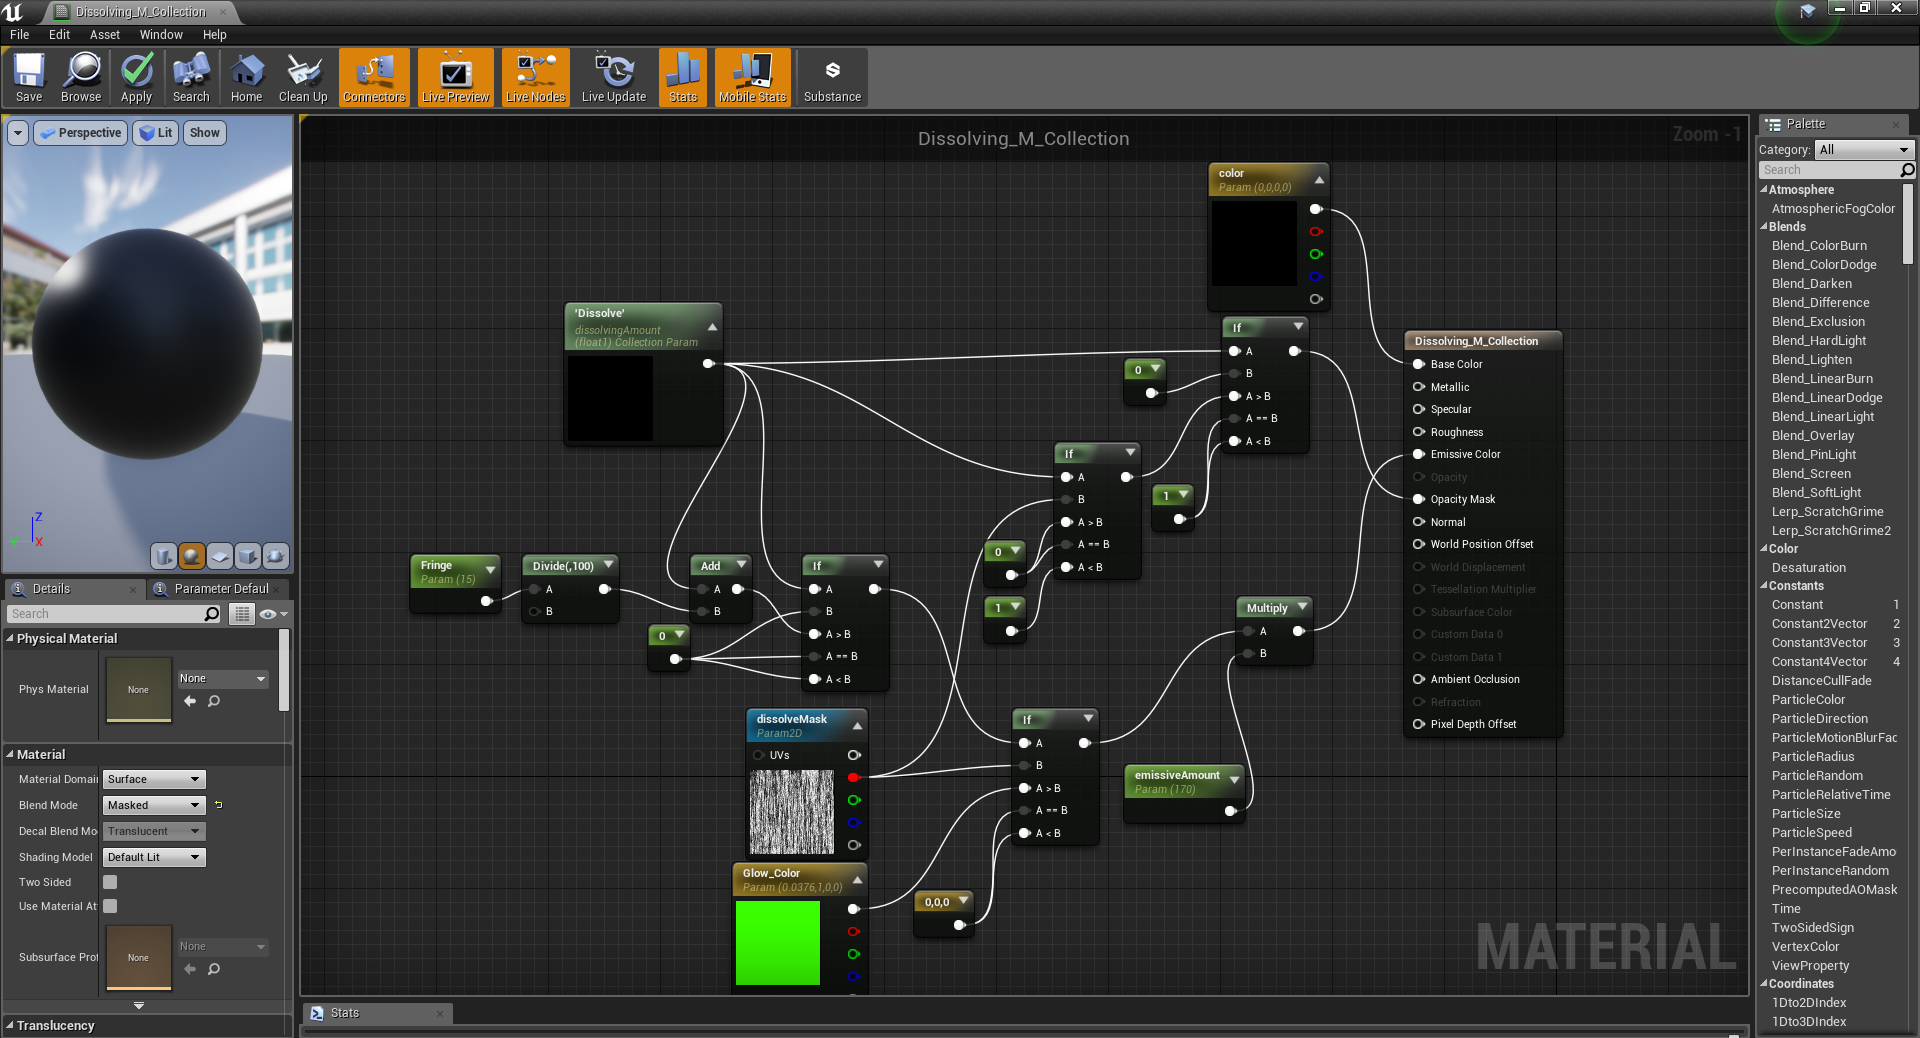 Dissolving_M_Collection
File Edit Asset Window Help
Save Browse Apply Search Home Clean Up Connectors Live Preview Live Nodes Live Update Stats Mobile Stats Substance
Perspective Lit Show
Z
X
Details
Parameter Defaul
Search
Physical Material
Phys Material
None
None
Material
Material Domai
Surface
Blend Mode
Masked
Decal Blend Mo
Translucent
Shading Model
Default Lit
Two Sided
Use Material At
Subsurface Prof
None
None
Translucency
Dissolving_M_Collection
Zoom -1
color
Param (0,0,0,0)
'Dissolve'
dissolvingAmount
(float1) Collection Param
If
A
B
A > B
A == B
A < B
0
If
A
B
A > B
A == B
A < B
1
0
1
Fringe
Param (15)
Divide(,100)
A
B
Add
A
B
0
If
A
B
A > B
A == B
A < B
dissolveMask
Param2D
UVs
Glow_Color
Param (0.0376,1,0,0)
0,0,0
If
A
B
A > B
A == B
A < B
emissiveAmount
Param (170)
Multiply
A
B
Dissolving_M_Collection
Base Color
Metallic
Specular
Roughness
Emissive Color
Opacity
Opacity Mask
Normal
World Position Offset
World Displacement
Tessellation Multiplier
Subsurface Color
Custom Data 0
Custom Data 1
Ambient Occlusion
Refraction
Pixel Depth Offset
MATERIAL
Stats
Palette
Category: All
Search
Atmosphere
AtmosphericFogColor
Blends
Blend_ColorBurn
Blend_ColorDodge
Blend_Darken
Blend_Difference
Blend_Exclusion
Blend_HardLight
Blend_Lighten
Blend_LinearBurn
Blend_LinearDodge
Blend_LinearLight
Blend_Overlay
Blend_PinLight
Blend_Screen
Blend_SoftLight
Lerp_ScratchGrime
Lerp_ScratchGrime2
Color
Desaturation
Constants
Constant 1
Constant2Vector 2
Constant3Vector 3
Constant4Vector 4
DistanceCullFade
ParticleColor
ParticleDirection
ParticleMotionBlurFac
ParticleRadius
ParticleRandom
ParticleRelativeTime
ParticleSize
ParticleSpeed
PerInstanceFadeAmo
PerInstanceRandom
PrecomputedAOMask
Time
TwoSidedSign
VertexColor
ViewProperty
Coordinates
1Dto2DIndex
1Dto3DIndex